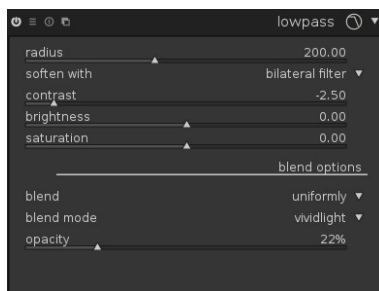 lowpass
radius 200.00
soften with bilateral filter
contrast -2.50
brightness 0.00
saturation 0.00
blend options
blend uniformly
blend mode vividlight
opacity 22%